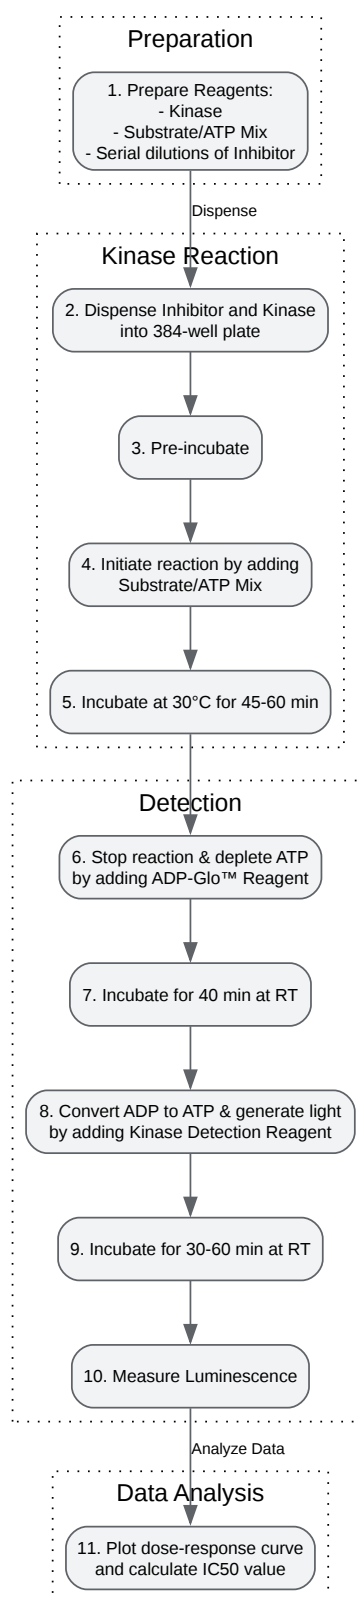 Preparation
1. Prepare Reagents:
- Kinase
- Substrate/ATP Mix
- Serial dilutions of Inhibitor
Dispense
Kinase Reaction
2. Dispense Inhibitor and Kinase
into 384-well plate
3. Pre-incubate
4. Initiate reaction by adding
Substrate/ATP Mix
5. Incubate at 30°C for 45-60 min
Detection
6. Stop reaction & deplete ATP
by adding ADP-Glo™ Reagent
7. Incubate for 40 min at RT
8. Convert ADP to ATP & generate light
by adding Kinase Detection Reagent
9. Incubate for 30-60 min at RT
10. Measure Luminescence
Analyze Data
Data Analysis
11. Plot dose-response curve
and calculate IC50 value